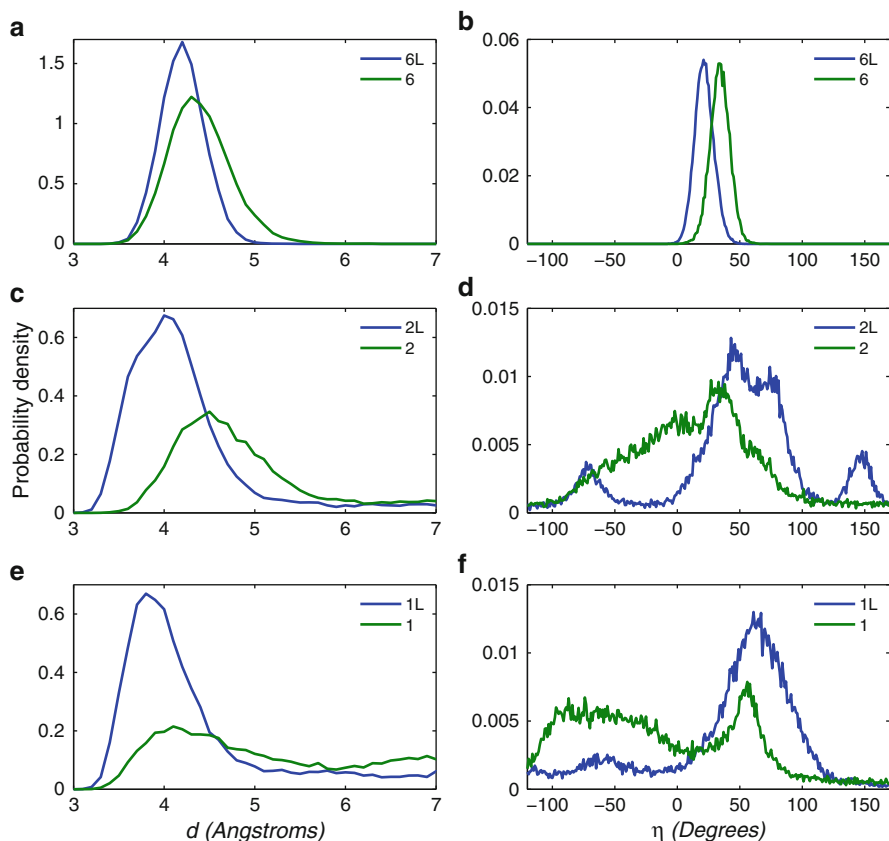 a
1.5
1
0.5
0
3 4 5 6 7
6L
6
b
0.06
0.04
0.02
0
−100 −50 0 50 100 150
6L
6
c
0.6
0.4
0.2
0
3 4 5 6 7
2L
2
d
0.015
0.01
0.005
0
−100 −50 0 50 100 150
2L
2
Probability density
e
0.6
0.4
0.2
0
3 4 5 6 7
1L
1
d (Angstroms)
f
0.015
0.01
0.005
0
−100 −50 0 50 100 150
1L
1
η (Degrees)